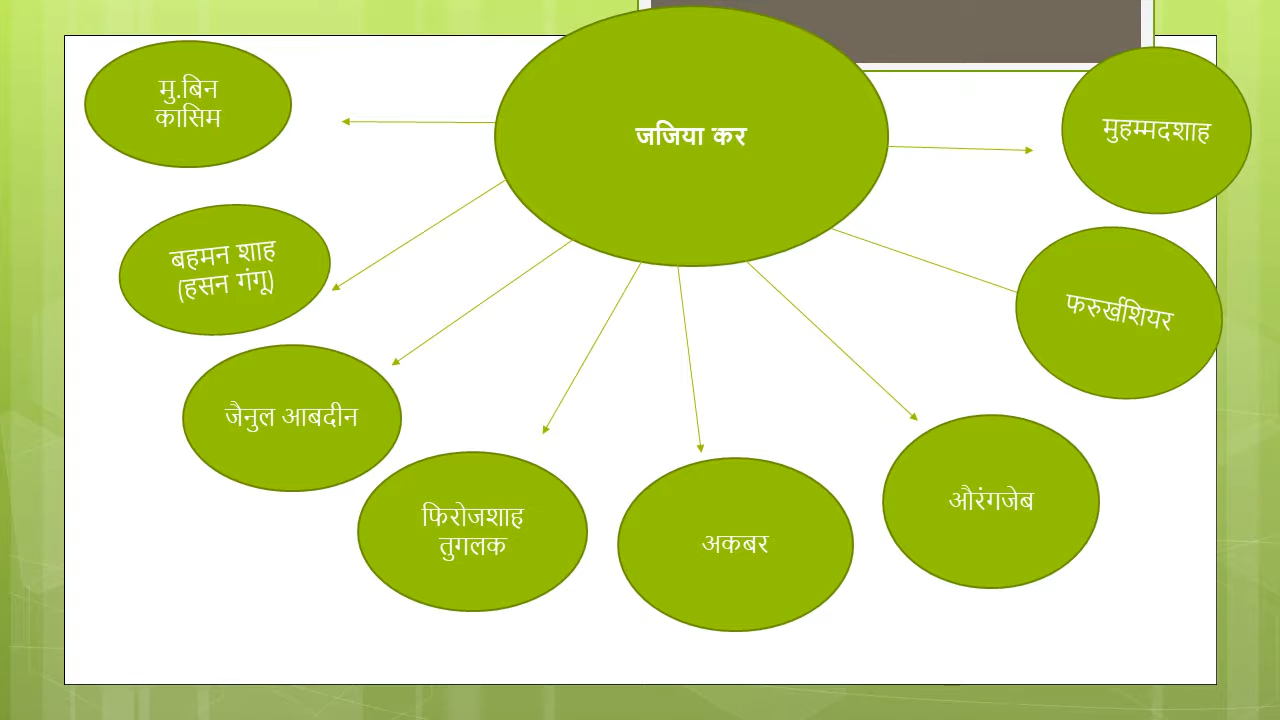 जजिया कर
मु.बिन
कासिम
बहमन शाह
(हसन गंगू)
जैनुल आबदीन
फिरोजशाह
तुगलक
अकबर
औरंगजेब
फरुर्खशियर
मुहम्मदशाह